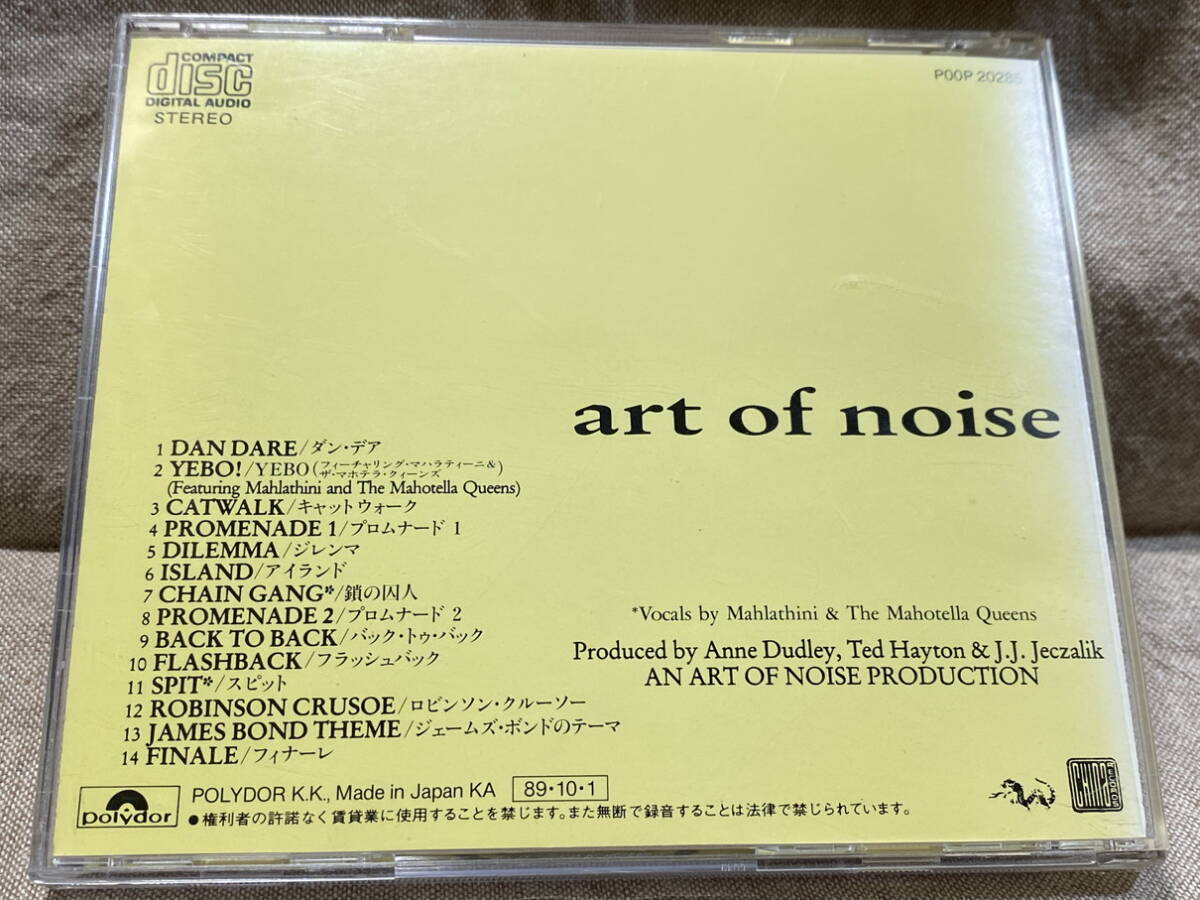 COMPACT
disc
DIGITAL AUDIO
STEREO
P00P 20285
art of noise
1 DAN DARE/ダン・デア
2 YEBO!/YEBO(フィーチャリング・マハラティーニ&ザ・マホテラ・クィーンズ)
(Featuring Mahlathini and The Mahotella Queens)
3 CATWALK/キャットウォーク
4 PROMENADE 1/プロムナード 1
5 DILEMMA/ジレンマ
6 ISLAND/アイランド
7 CHAIN GANG*/鎖の囚人
8 PROMENADE 2/プロムナード 2
9 BACK TO BACK/バック・トゥ・バック
10 FLASHBACK/フラッシュバック
11 SPIT*/スピット
12 ROBINSON CRUSOE/ロビンソン・クルーソー
13 JAMES BOND THEME/ジェームズ・ボンドのテーマ
14 FINALE/フィナーレ
*Vocals by Mahlathini & The Mahotella Queens
Produced by Anne Dudley, Ted Hayton & J.J. Jeczalik
AN ART OF NOISE PRODUCTION
polydor
POLYDOR K.K., Made in Japan KA 89・10・1
●権利者の許諾なく賃貸業に使用することを禁じます。また無断で録音することは法律で禁じられています。
CHINA